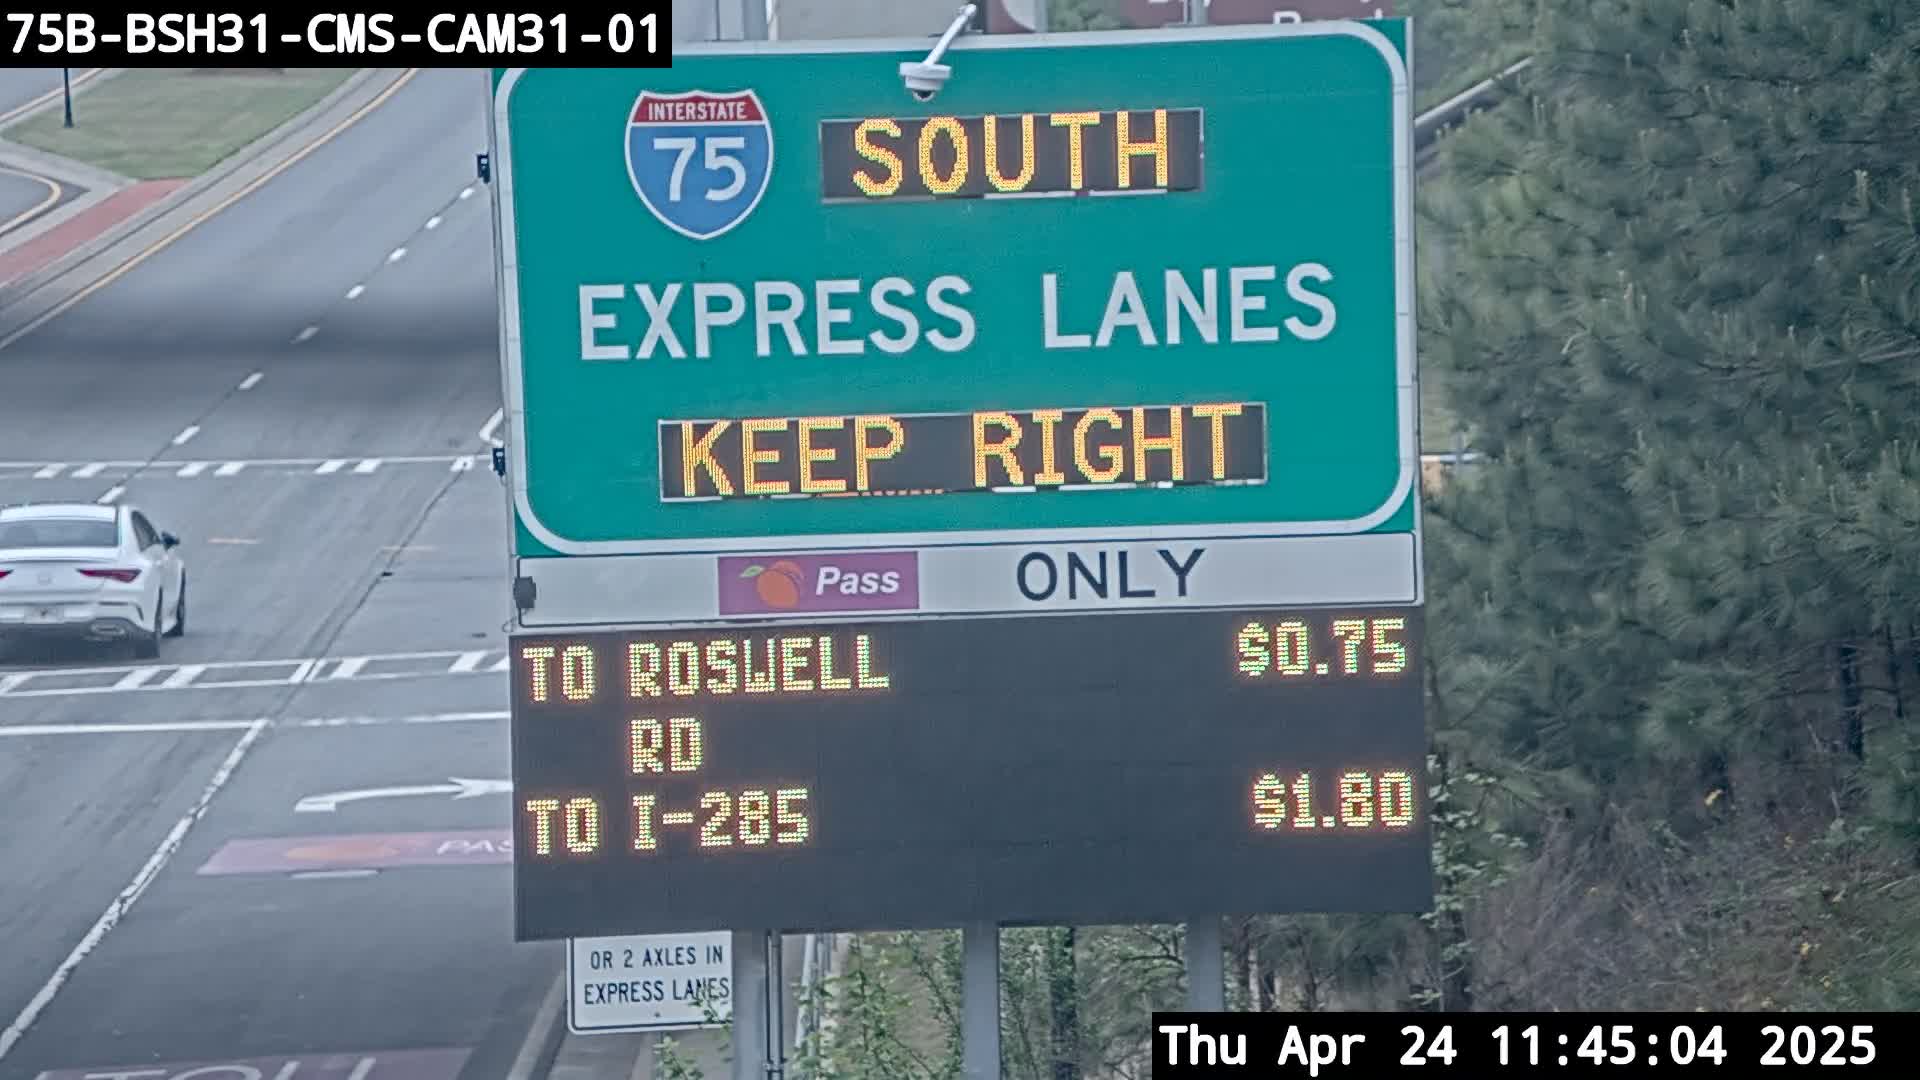 75B-BSH31-CMS-CAM31-01
INTERSTATE
75
SOUTH
EXPRESS LANES
KEEP RIGHT
Pass ONLY
TO ROSWELL $0.75
RD
TO I-285 $1.80
OR 2 AXLES IN
EXPRESS LANES
Thu Apr 24 11:45:04 2025